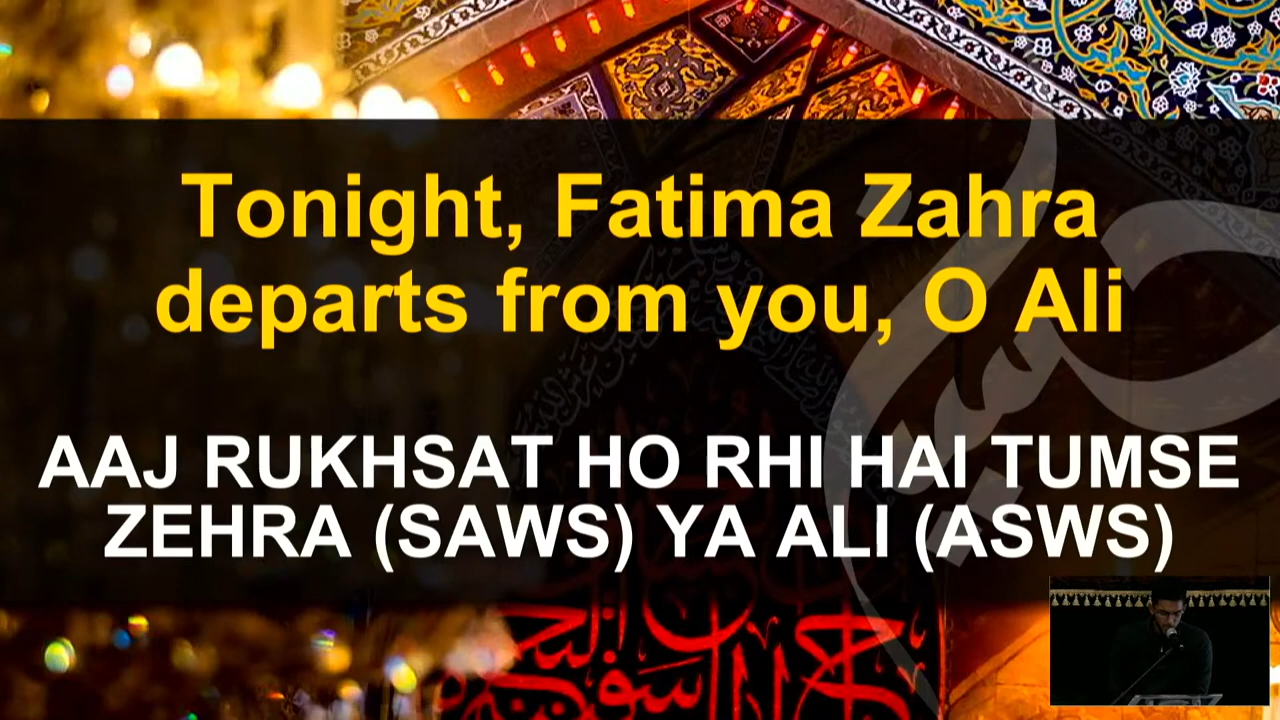 Tonight, Fatima Zahra
departs from you, O Ali
AAJ RUKHSAT HO RHI HAI TUMSE
ZEHRA (SAWS) YA ALI (ASWS)